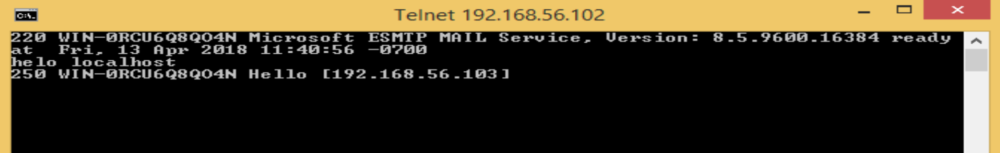 C:\.
Telnet 192.168.56.102
220 WIN-0RCU6Q8QO4N Microsoft ESMTP MAIL Service, Version: 8.5.9600.16384 ready
at  Fri, 13 Apr 2018 11:40:56 -0700
helo localhost
250 WIN-0RCU6Q8QO4N Hello [192.168.56.103]